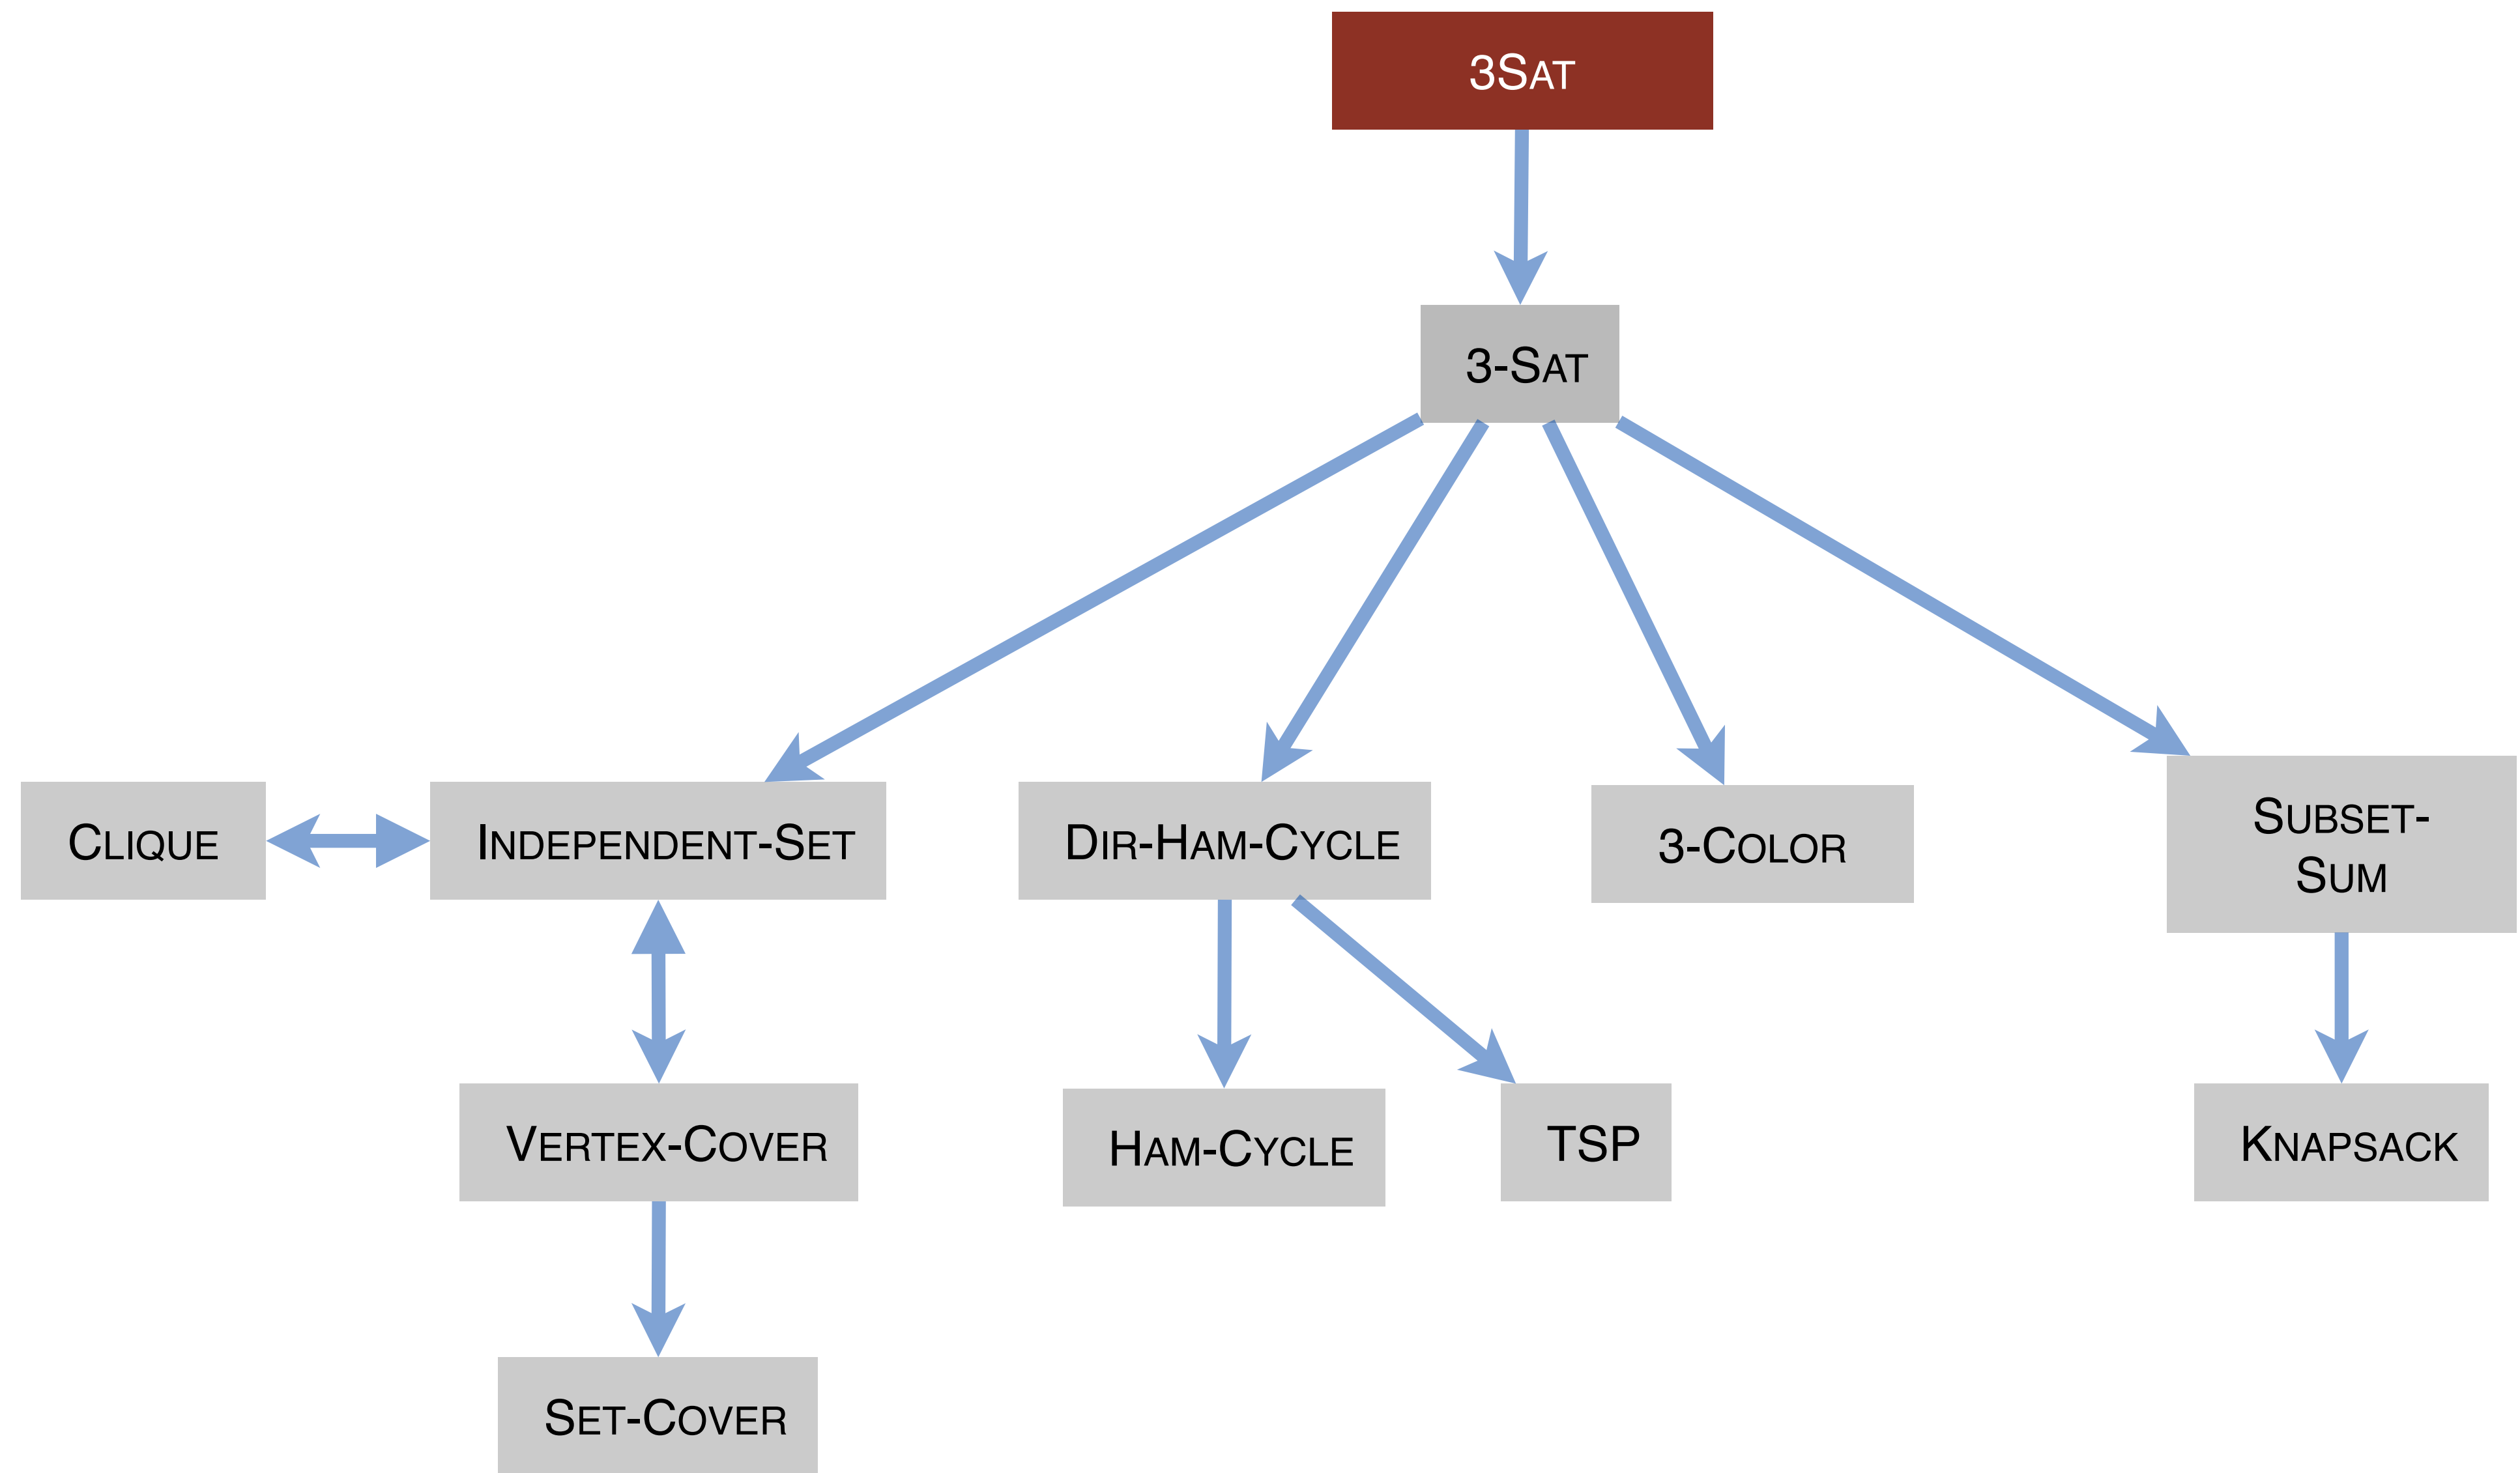 3SAT
3-SAT
CLIQUE
INDEPENDENT-SET
DIR-HAM-CYCLE
3-COLOR
SUBSET-
SUM
VERTEX-COVER
HAM-CYCLE
TSP
KNAPSACK
SET-COVER